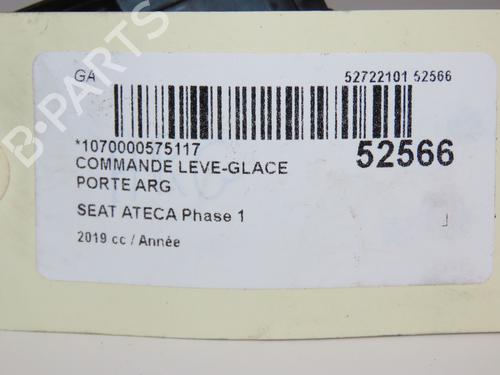 GA 52722101 52566
*1070000575117
52566
COMMANDE LEVE-GLACE
PORTE ARG
SEAT ATECA Phase 1
2019 cc / Année
B-PARTS